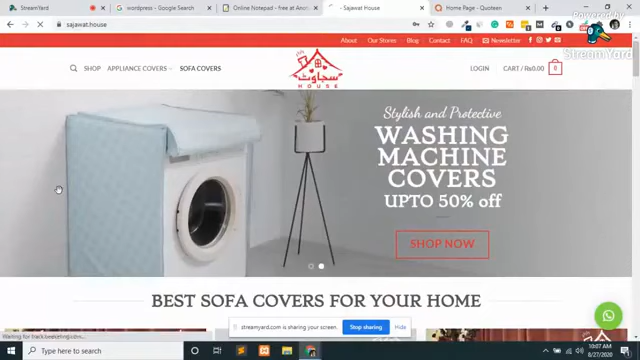 StreamYard
wordpress - Google Search
Online Notepad - free at Anoth
Sajawat House
Home Page - Quoteen
sajawat.house
Powered by
StreamYard
About
Our Stores
Blog
Contact
FAQ
Newsletter
SHOP
APPLIANCE COVERS
SOFA COVERS
سجاوٹ
HOUSE
LOGIN
CART / ₨0.00
0
Stylish and Protective
WASHING
MACHINE
COVERS
UPTO 50% off
SHOP NOW
BEST SOFA COVERS FOR YOUR HOME
streamyard.com is sharing your screen.
Stop sharing
Hide
Type here to search
10:07 AM
8/27/2020